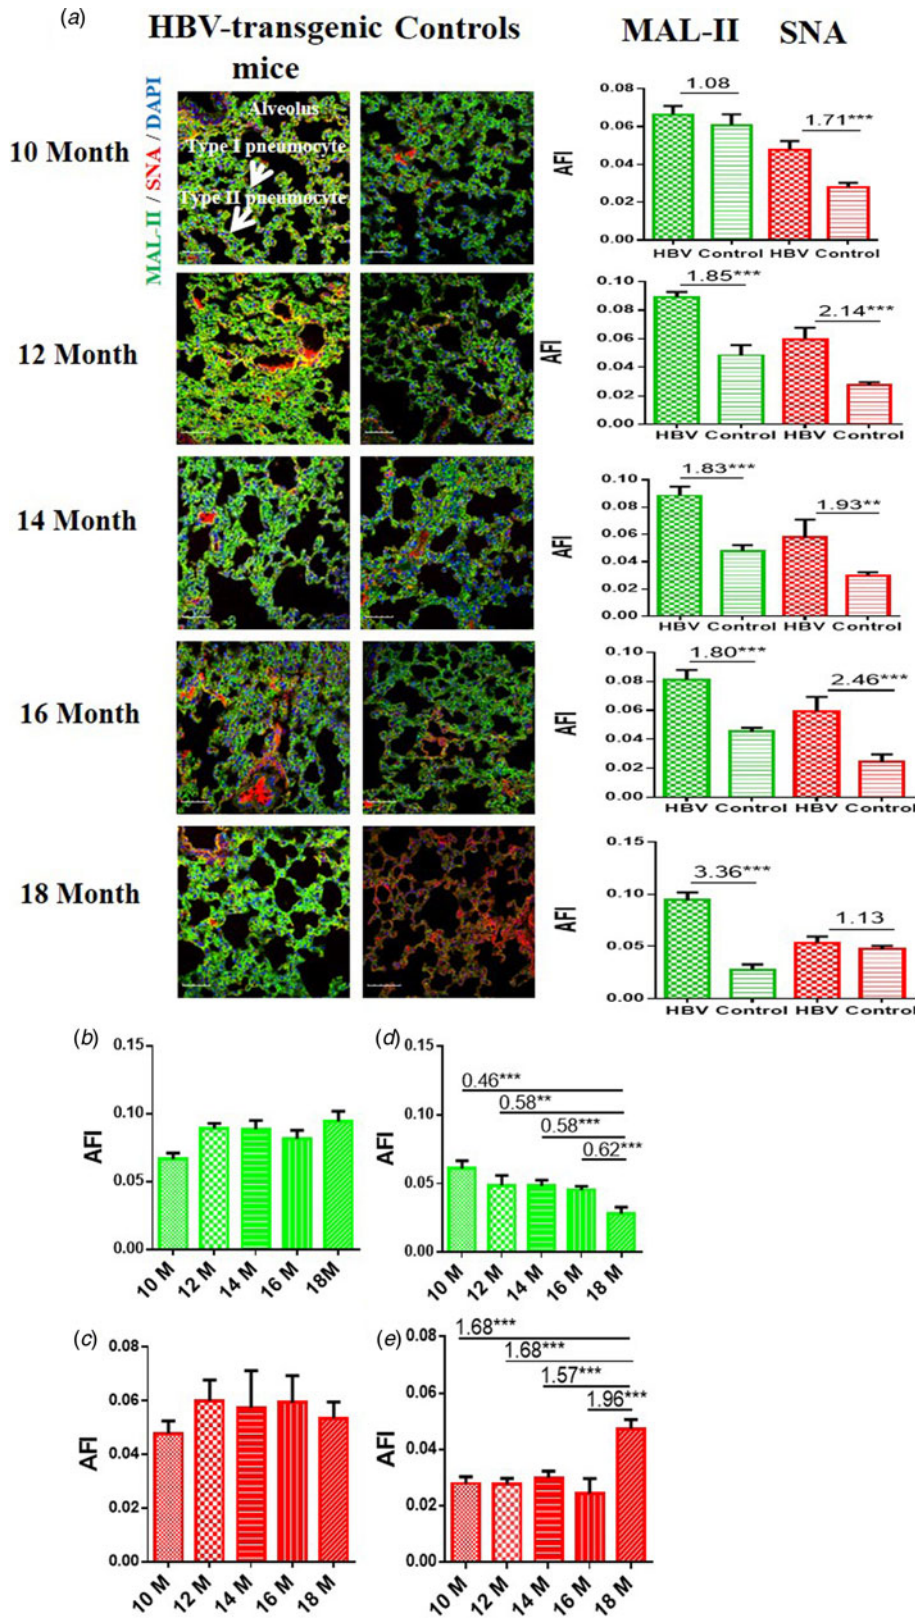 (a)
HBV-transgenic mice
Controls
MAL-II
SNA
MAL-II / SNA / DAPI
10 Month
Alveolus
Type I pneumocyte
Type II pneumocyte
AFI
0.08
0.06
0.04
0.02
0.00
1.08
1.71***
HBV Control HBV Control
12 Month
AFI
0.10
0.08
0.06
0.04
0.02
0.00
1.85***
2.14***
HBV Control HBV Control
14 Month
AFI
0.10
0.08
0.06
0.04
0.02
0.00
1.83***
1.93**
HBV Control HBV Control
16 Month
AFI
0.10
0.08
0.06
0.04
0.02
0.00
1.80***
2.46***
HBV Control HBV Control
18 Month
AFI
0.15
0.10
0.05
0.00
3.36***
1.13
HBV Control HBV Control
(b)
AFI
0.15
0.10
0.05
0.00
10 M 12 M 14 M 16 M 18 M
(d)
AFI
0.15
0.10
0.05
0.00
0.46***
0.58**
0.58***
0.62***
10 M 12 M 14 M 16 M 18 M
(c)
AFI
0.08
0.06
0.04
0.02
0.00
10 M 12 M 14 M 16 M 18 M
(e)
AFI
0.08
0.06
0.04
0.02
0.00
1.68***
1.68***
1.57***
1.96***
10 M 12 M 14 M 16 M 18 M